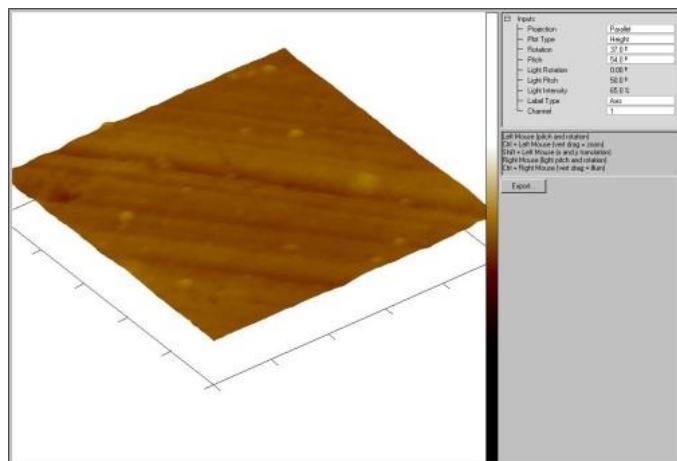 Inputs
Projection Parallel
Plot Type Height
Rotation 37.0 º
Pitch 54.0 º
Light Rotation 0.00 º
Light Pitch 58.0 º
Light Intensity 65.0 %
Label Type Axis
Channel 1
Left Mouse (pitch and rotation)
Ctrl + Left Mouse (vert drag = zoom)
Shift + Left Mouse (x and y translation)
Right Mouse (light pitch and rotation)
Ctrl + Right Mouse (vert drag = illum)
Export...